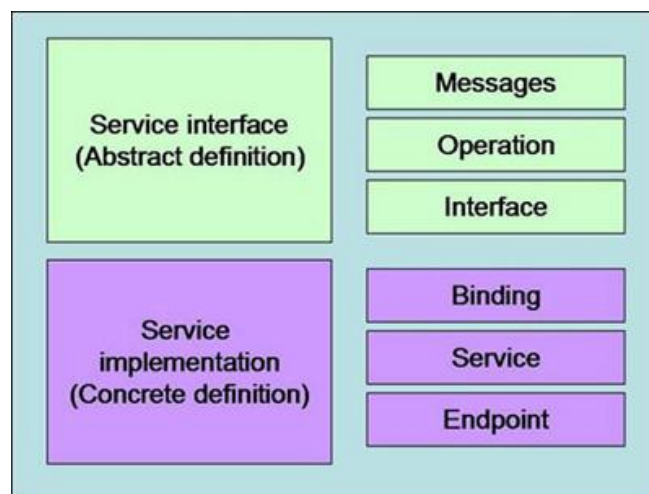 Service interface
(Abstract definition)
Messages
Operation
Interface
Service
implementation
(Concrete definition)
Binding
Service
Endpoint